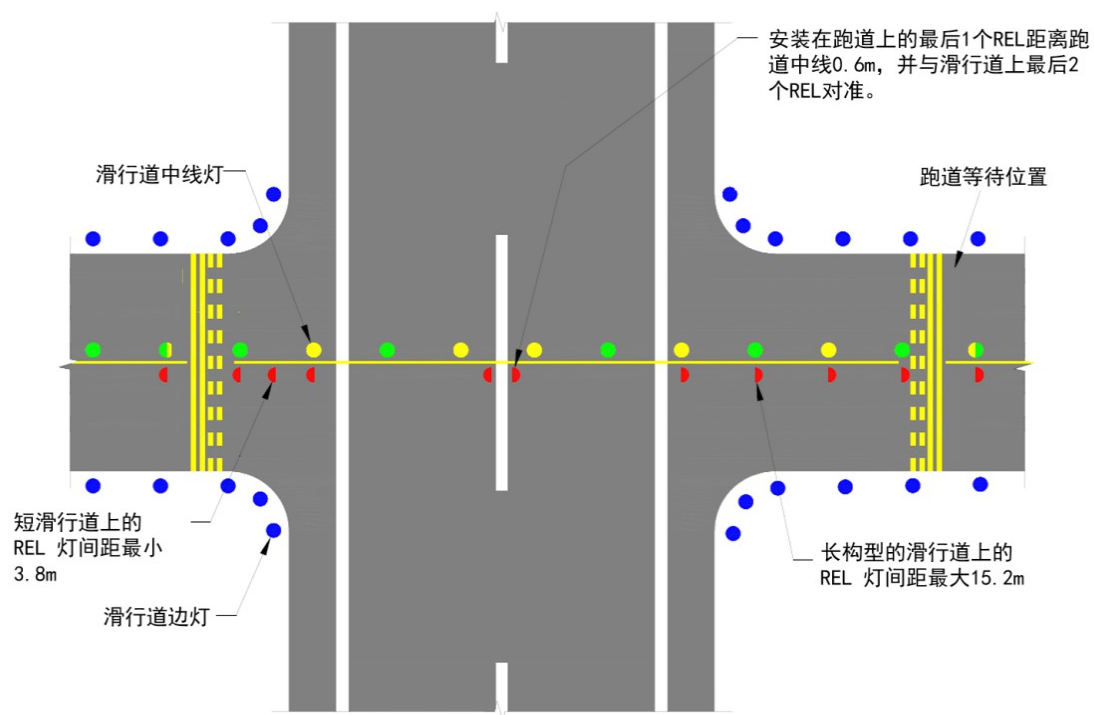 安装在跑道上的最后1个REL距离跑
道中线0.6m，并与滑行道上最后2
个REL对准。
滑行道中线灯
跑道等待位置
短滑行道上的
REL 灯间距最小
3.8m
长构型的滑行道上的
REL 灯间距最大15.2m
滑行道边灯